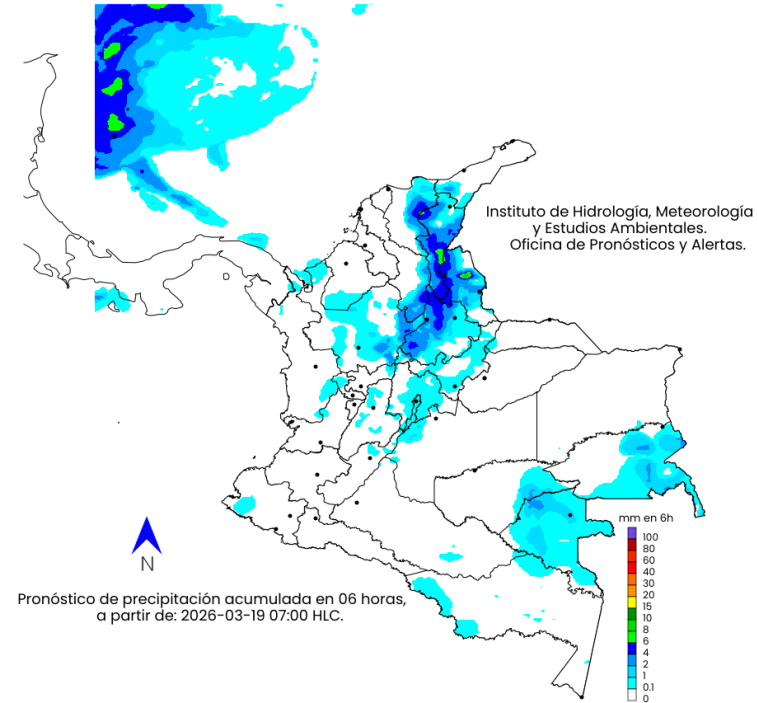 Instituto de Hidrología, Meteorología
y Estudios Ambientales.
Oficina de Pronósticos y Alertas.
mm en 6h
100
80
60
40
30
20
15
10
8
6
4
2
1
0.1
0
N
Pronóstico de precipitación acumulada en 06 horas,
a partir de: 2026-03-19 07:00 HLC.